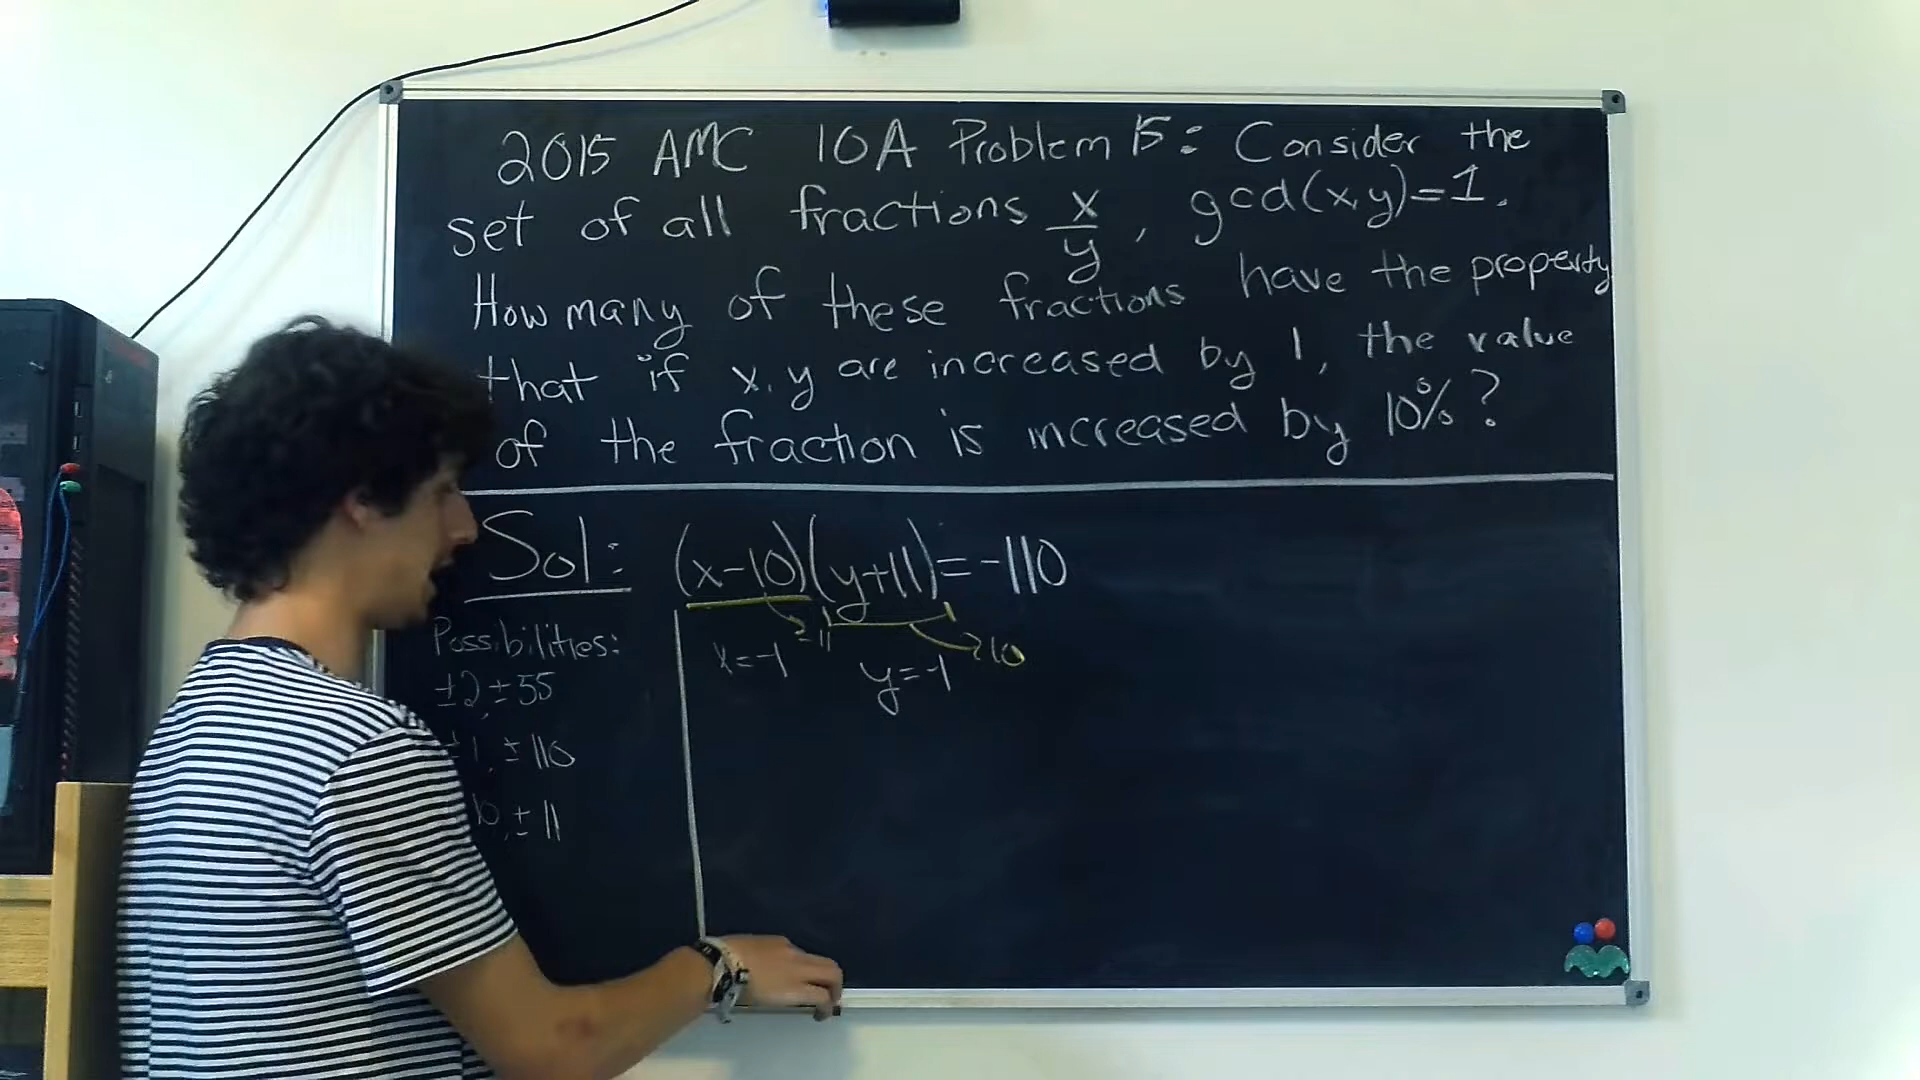 2015 AMC 10A Problem 15: Consider the
set of all fractions x/y, gcd(x,y)=1.
How many of these fractions have the property
that if x,y are increased by 1, the value
of the fraction is increased by 10%?
Sol: (x-10)(y+11)=-110
Possibilities:
±2,±55
1, ±110
10, ±11
x=-1
=-11
y=-1
10